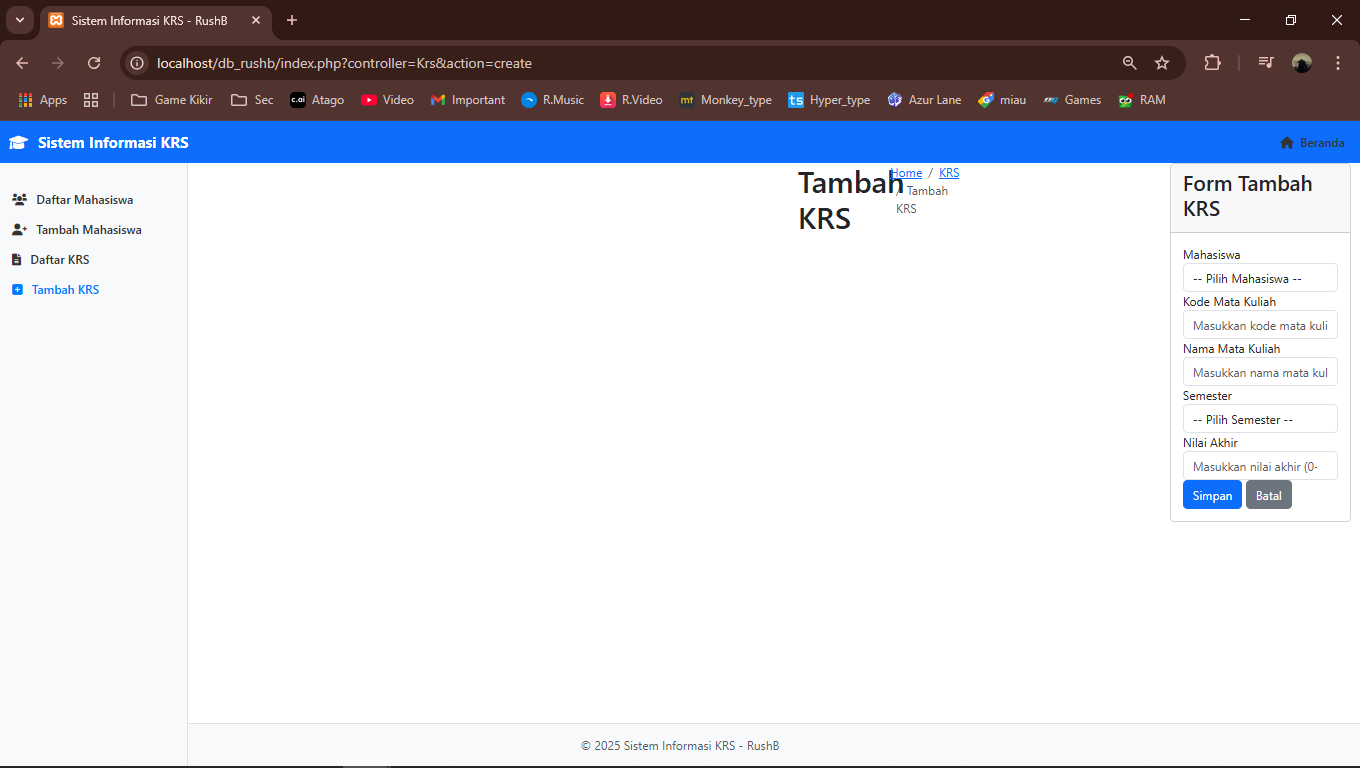 Sistem Informasi KRS - RushB
localhost/db_rushb/index.php?controller=Krs&action=create
Apps
Game Kikir
Sec
c.ai Atago
Video
Important
R.Music
R.Video
mt Monkey_type
ts Hyper_type
Azur Lane
miau
Games
RAM
Sistem Informasi KRS
Beranda
Daftar Mahasiswa
Tambah Mahasiswa
Daftar KRS
Tambah KRS
Tambah
KRS
Home / KRS
/ Tambah
KRS
Form Tambah
KRS
Mahasiswa
-- Pilih Mahasiswa --
Kode Mata Kuliah
Masukkan kode mata kuli
Nama Mata Kuliah
Masukkan nama mata kul
Semester
-- Pilih Semester --
Nilai Akhir
Masukkan nilai akhir (0-
Simpan Batal
© 2025 Sistem Informasi KRS - RushB